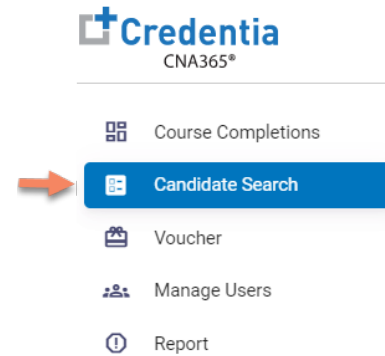 Credentia
CNA365®
Course Completions
Candidate Search
Voucher
Manage Users
Report